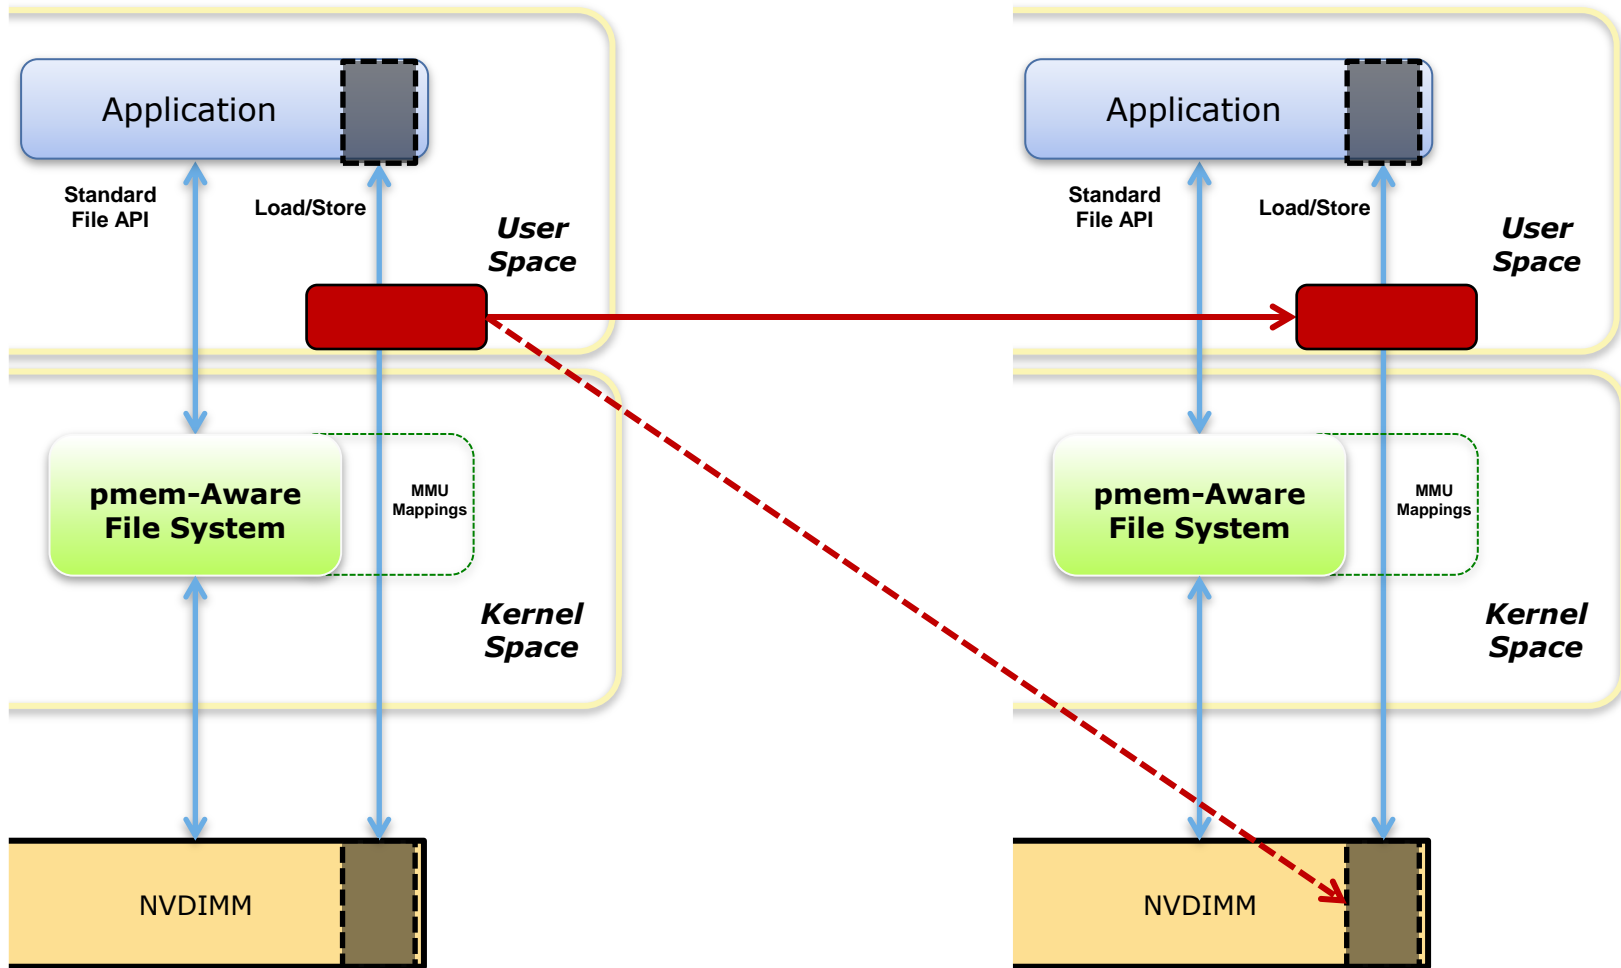 Application
Standard
File API
Load/Store
User
Space
pmem-Aware
File System
MMU
Mappings
Kernel
Space
NVDIMM
Application
Standard
File API
Load/Store
User
Space
pmem-Aware
File System
MMU
Mappings
Kernel
Space
NVDIMM